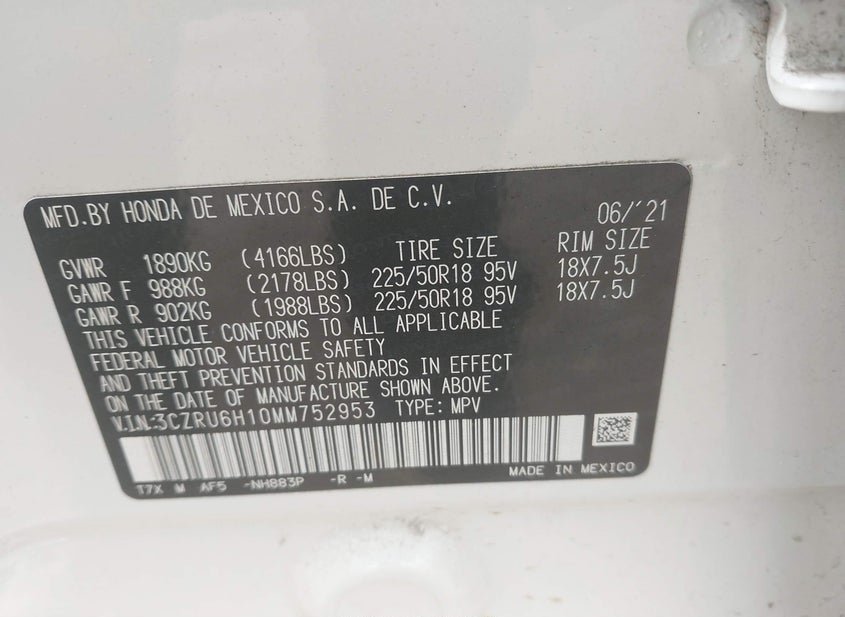 MFD.BY HONDA DE MEXICO S.A. DE C.V. 06/'21
GVWR 1890KG (4166LBS) TIRE SIZE RIM SIZE
GAWR F 988KG (2178LBS) 225/50R18 95V 18X7.5J
GAWR R 902KG (1988LBS) 225/50R18 95V 18X7.5J
THIS VEHICLE CONFORMS TO ALL APPLICABLE
FEDERAL MOTOR VEHICLE SAFETY
AND THEFT PREVENTION STANDARDS IN EFFECT
ON THE DATE OF MANUFACTURE SHOWN ABOVE.
V.I.N:3CZRU6H10MM752953 TYPE: MPV
MADE IN MEXICO
T7X M AF5 -NH883P -R -M